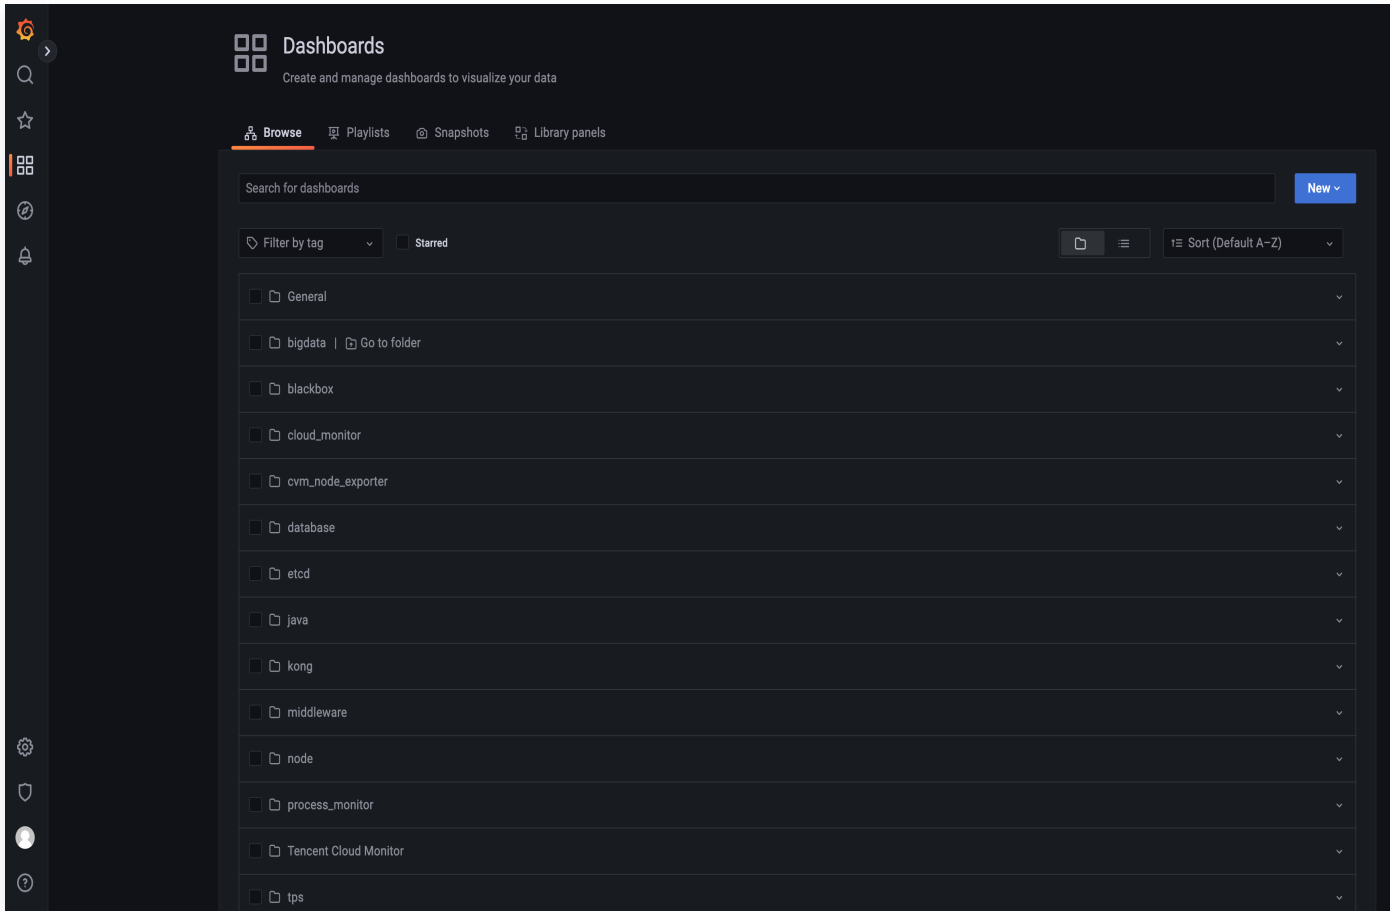 Dashboards
Create and manage dashboards to visualize your data
Browse Playlists Snapshots Library panels
Search for dashboards
New
Filter by tag Starred Sort (Default A–Z)
General
bigdata | Go to folder
blackbox
cloud_monitor
cvm_node_exporter
database
etcd
java
kong
middleware
node
process_monitor
Tencent Cloud Monitor
tps